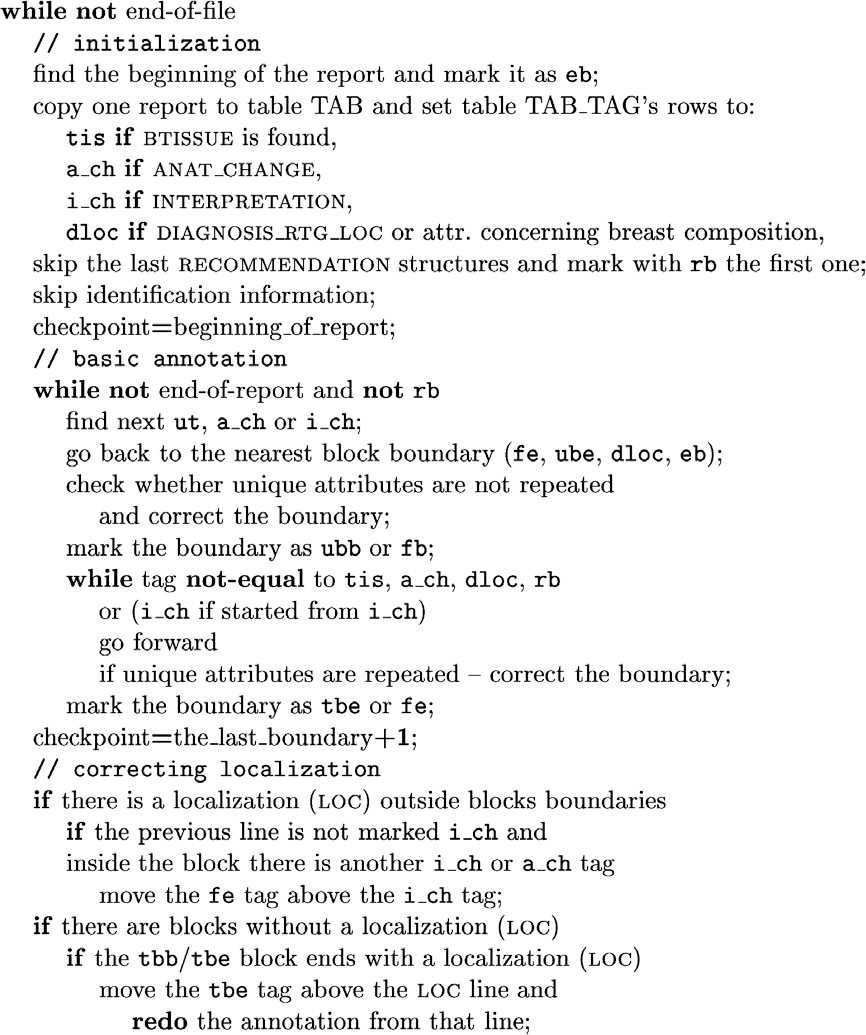 while not end-of-file
// initialization
find the beginning of the report and mark it as eb;
copy one report to table TAB and set table TAB_TAG's rows to:
tis if BTISSUE is found,
a_ch if ANAT_CHANGE,
i_ch if INTERPRETATION,
dloc if DIAGNOSIS_RTG_LOC or attr. concerning breast composition,
skip the last RECOMMENDATION structures and mark with rb the first one;
skip identification information;
checkpoint=beginning_of_report;
// basic annotation
while not end-of-report and not rb
find next ut, a_ch or i_ch;
go back to the nearest block boundary (fe, ube, dloc, eb);
check whether unique attributes are not repeated
and correct the boundary;
mark the boundary as ubb or fb;
while tag not-equal to tis, a_ch, dloc, rb
or (i_ch if started from i_ch)
go forward
if unique attributes are repeated – correct the boundary;
mark the boundary as tbe or fe;
checkpoint=the_last_boundary+1;
// correcting localization
if there is a localization (LOC) outside blocks boundaries
if the previous line is not marked i_ch and
inside the block there is another i_ch or a_ch tag
move the fe tag above the i_ch tag;
if there are blocks without a localization (LOC)
if the tbb/tbe block ends with a localization (LOC)
move the tbe tag above the LOC line and
redo the annotation from that line;